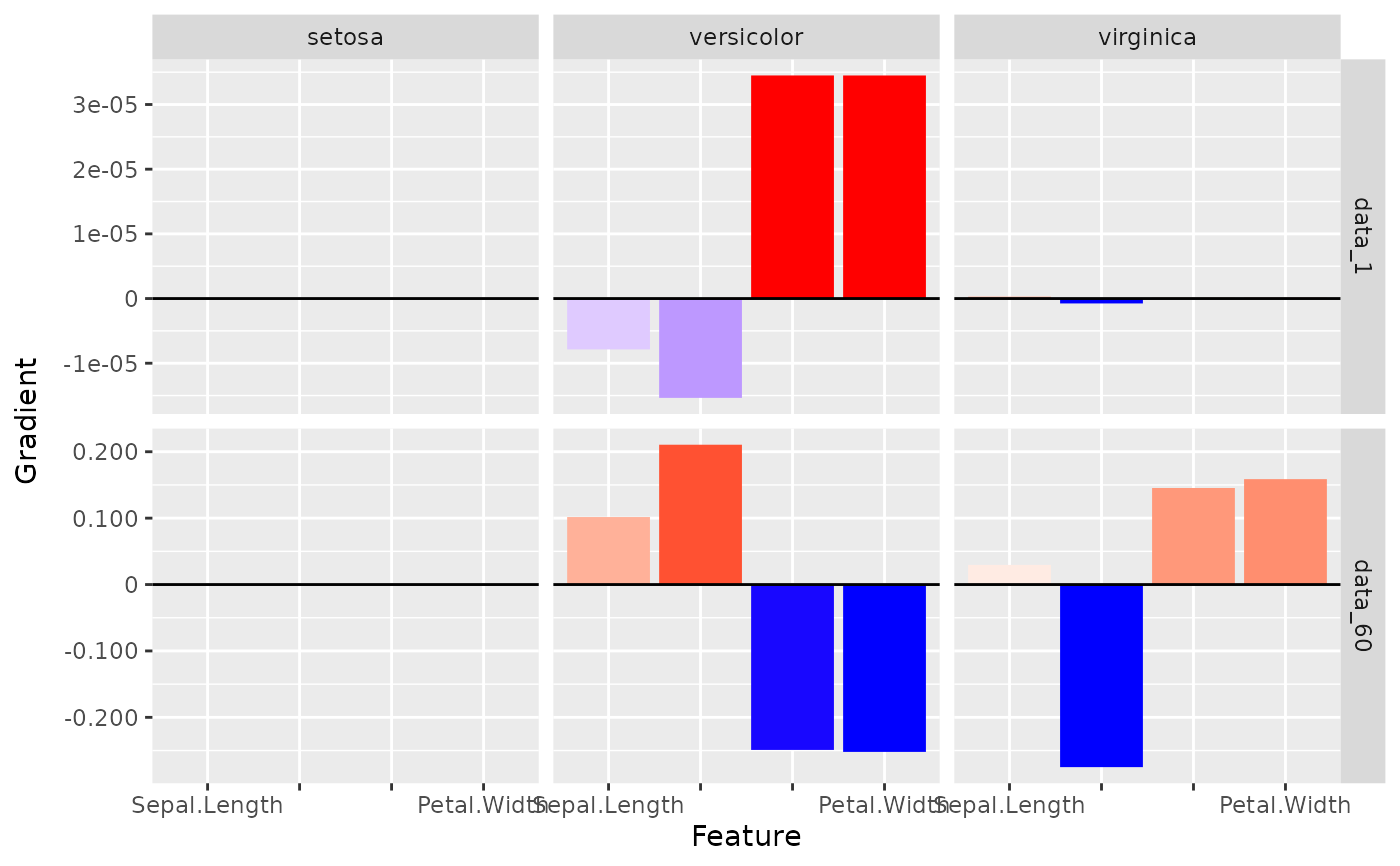 setosa versicolor virginica
3e-05
2e-05
1e-05
0
-1e-05
data_1
Gradient
0.200
0.100
0
-0.100
-0.200
data_60
Sepal.Length Petal.Width Sepal.Length Petal.Width Sepal.Length Petal.Width
Feature